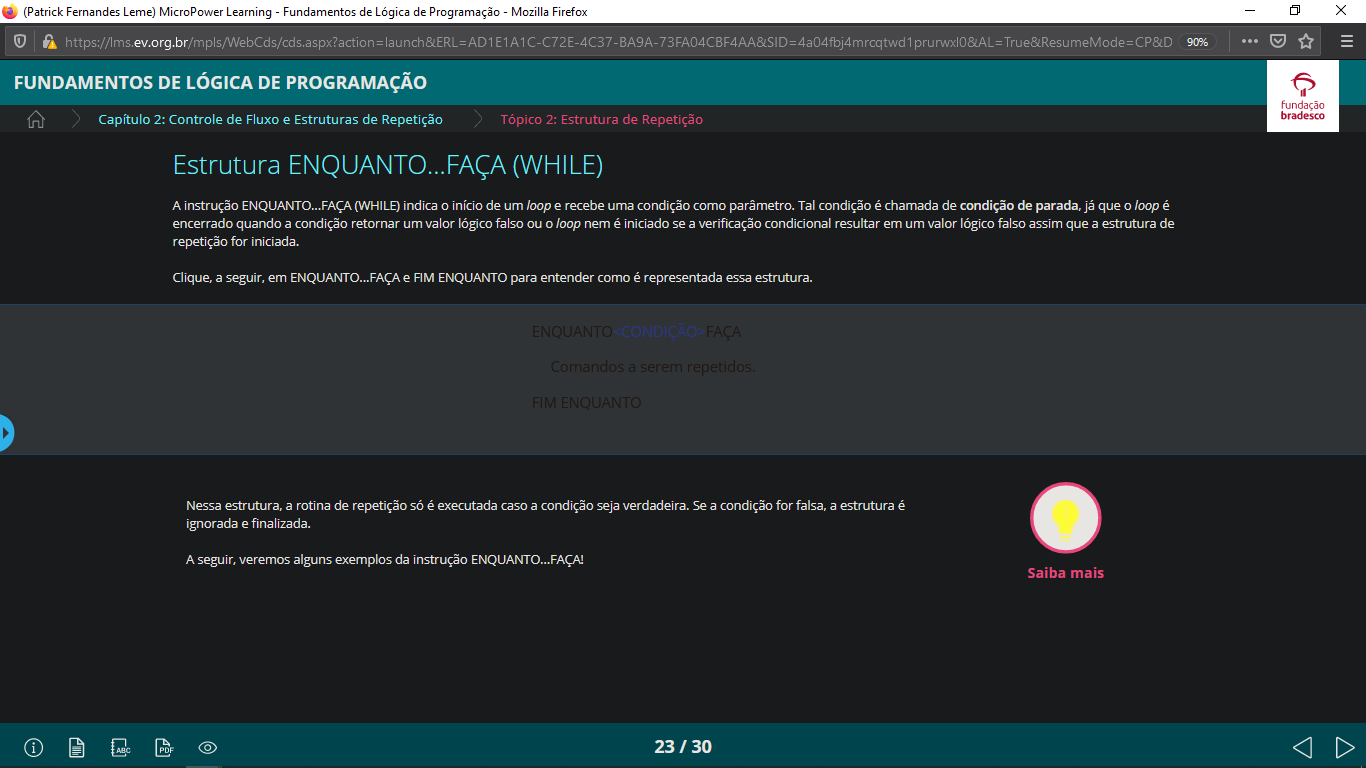 (Patrick Fernandes Leme) MicroPower Learning - Fundamentos de Lógica de Programação - Mozilla Firefox
https://lms.ev.org.br/mpls/WebCds/cds.aspx?action=launch&ERL=AD1E1A1C-C72E-4C37-BA9A-73FA04CBF4AA&SID=4a04fbj4mrcqtwd1prurwxl0&AL=True&ResumeMode=CP&D 90%
FUNDAMENTOS DE LÓGICA DE PROGRAMAÇÃO
fundação
bradesco
Capítulo 2: Controle de Fluxo e Estruturas de Repetição Tópico 2: Estrutura de Repetição
Estrutura ENQUANTO...FAÇA (WHILE)
A instrução ENQUANTO...FAÇA (WHILE) indica o início de um loop e recebe uma condição como parâmetro. Tal condição é chamada de condição de parada, já que o loop é
encerrado quando a condição retornar um valor lógico falso ou o loop nem é iniciado se a verificação condicional resultar em um valor lógico falso assim que a estrutura de
repetição for iniciada.
Clique, a seguir, em ENQUANTO...FAÇA e FIM ENQUANTO para entender como é representada essa estrutura.
ENQUANTO<CONDIÇÃO>FAÇA
Comandos a serem repetidos.
FIM ENQUANTO
Nessa estrutura, a rotina de repetição só é executada caso a condição seja verdadeira. Se a condição for falsa, a estrutura é
ignorada e finalizada.
A seguir, veremos alguns exemplos da instrução ENQUANTO...FAÇA!
Saiba mais
ABC
PDF
23 / 30